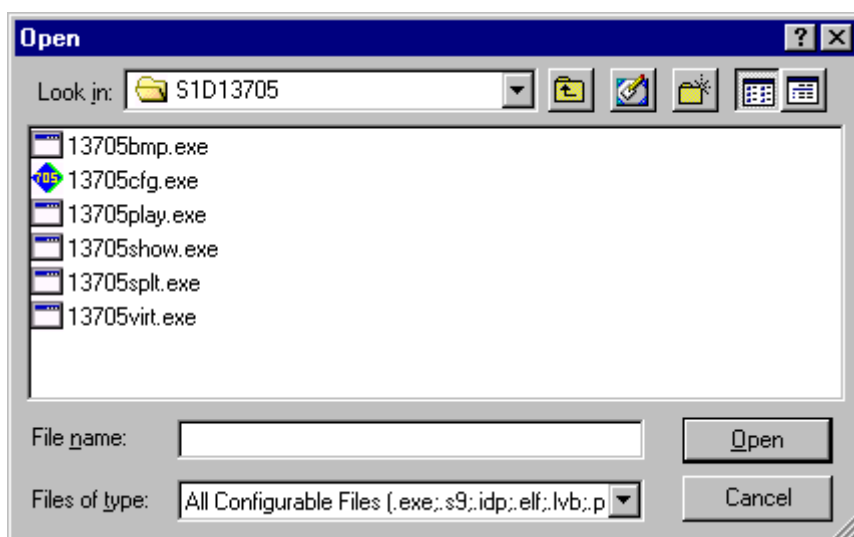 Open
Look in: S1D13705
13705bmp.exe
705 13705cfg.exe
13705play.exe
13705show.exe
13705splt.exe
13705virt.exe
File name: Open
Files of type: All Configurable Files (.exe;.s9;.idp;.elf;.lvb;.p Cancel